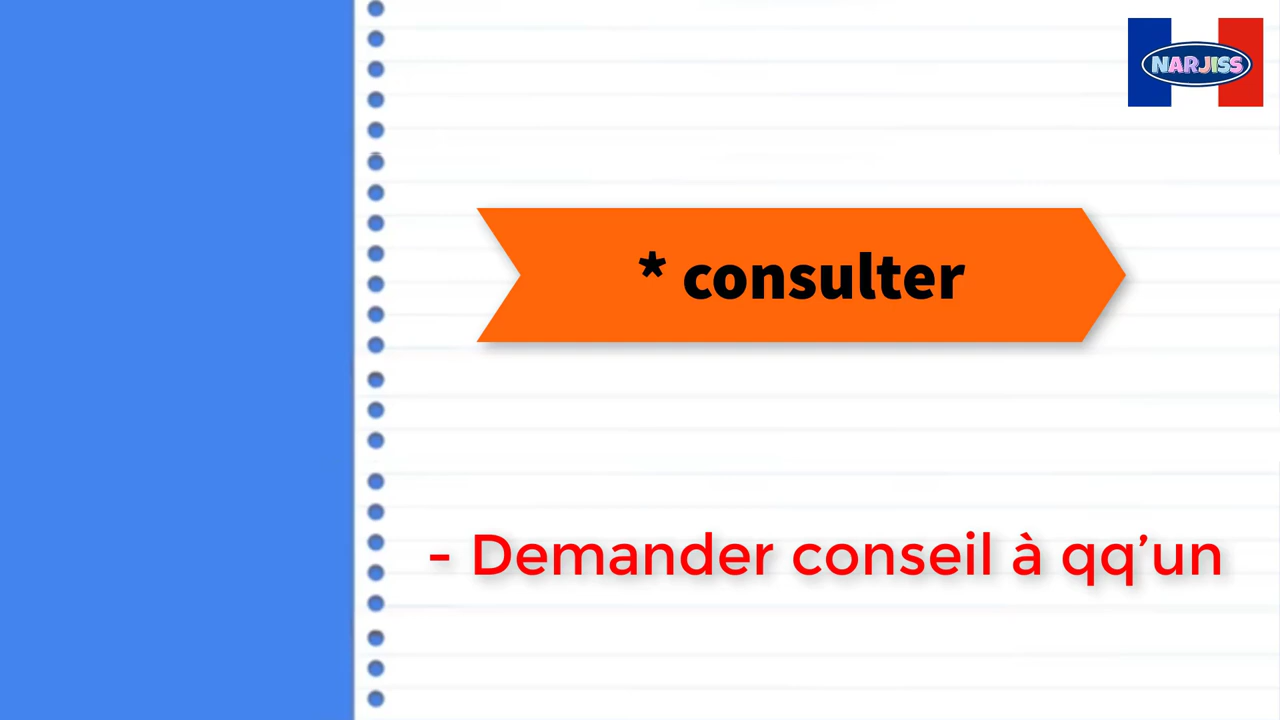 NARJISS
* consulter
- Demander conseil à qq’un